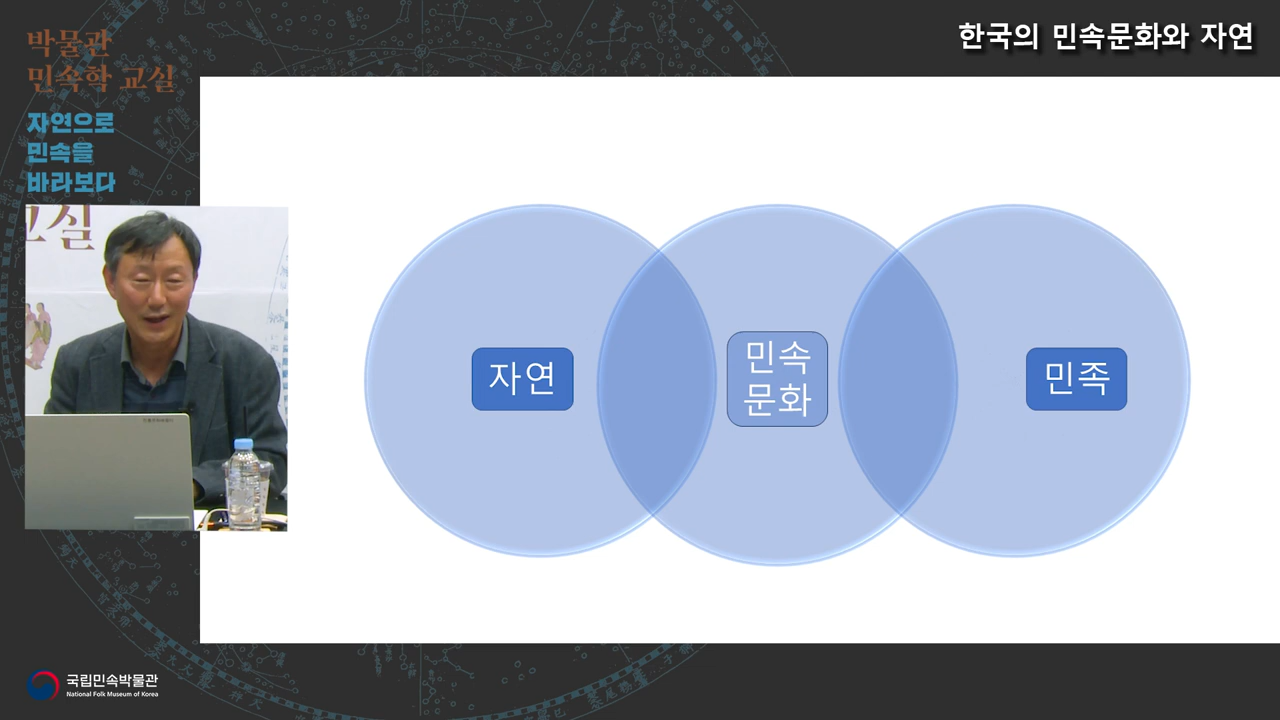 박물관
민속학 교실
자연으로
민속을
바라보다
한국의 민속문화와 자연
교실
자연
민속
문화
민족
국립민속박물관
National Folk Museum of Korea